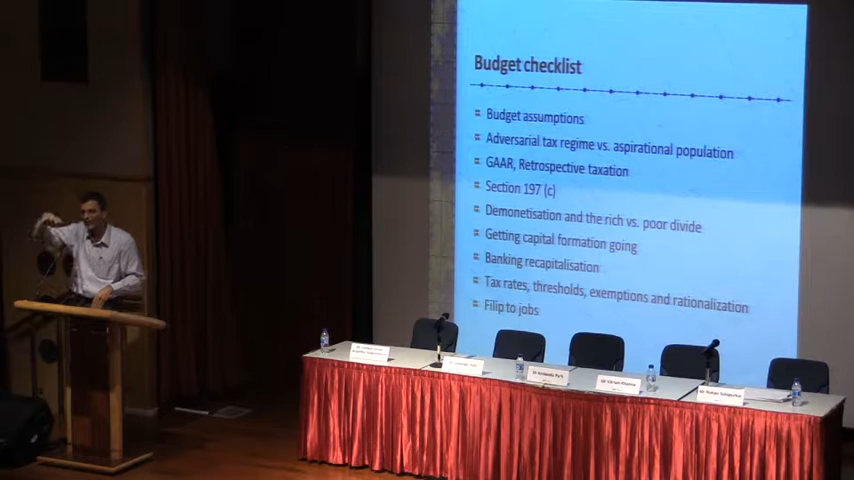 Budget checklist
Budget assumptions
Adversarial tax regime vs. aspirational population
GAAR, Retrospective taxation
Section 197 (c)
Demonetisation and the rich vs. poor divide
Getting capital formation going
Banking recapitalisation
Tax rates, thresholds, exemptions and rationalization
Filip to jobs